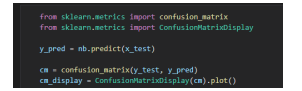 from sklearn.metrics import confusion_matrix
from sklearn.metrics import ConfusionMatrixDisplay
y_pred = nb.predict(x_test)
cm = confusion_matrix(y_test, y_pred)
cm_display = ConfusionMatrixDisplay(cm).plot()